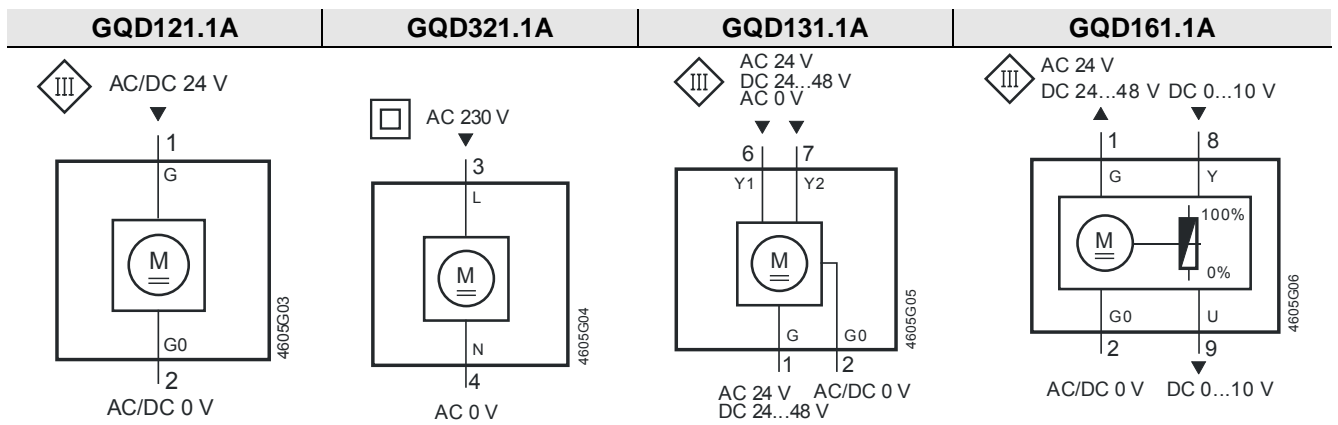 GQD121.1A
GQD321.1A
GQD131.1A
GQD161.1A
III
AC/DC 24 V
1
G
M
G0
2
AC/DC 0 V
4605G03
AC 230 V
3
L
M
N
4
AC 0 V
4605G04
III
AC 24 V
DC 24...48 V
AC 0 V
6
7
Y1
Y2
M
G
G0
1
2
AC 24 V
DC 24...48 V
AC/DC 0 V
4605G05
III
AC 24 V
DC 24...48 V
DC 0...10 V
1
8
G
Y
100%
M
0%
G0
U
2
9
AC/DC 0 V
DC 0...10 V
4605G06